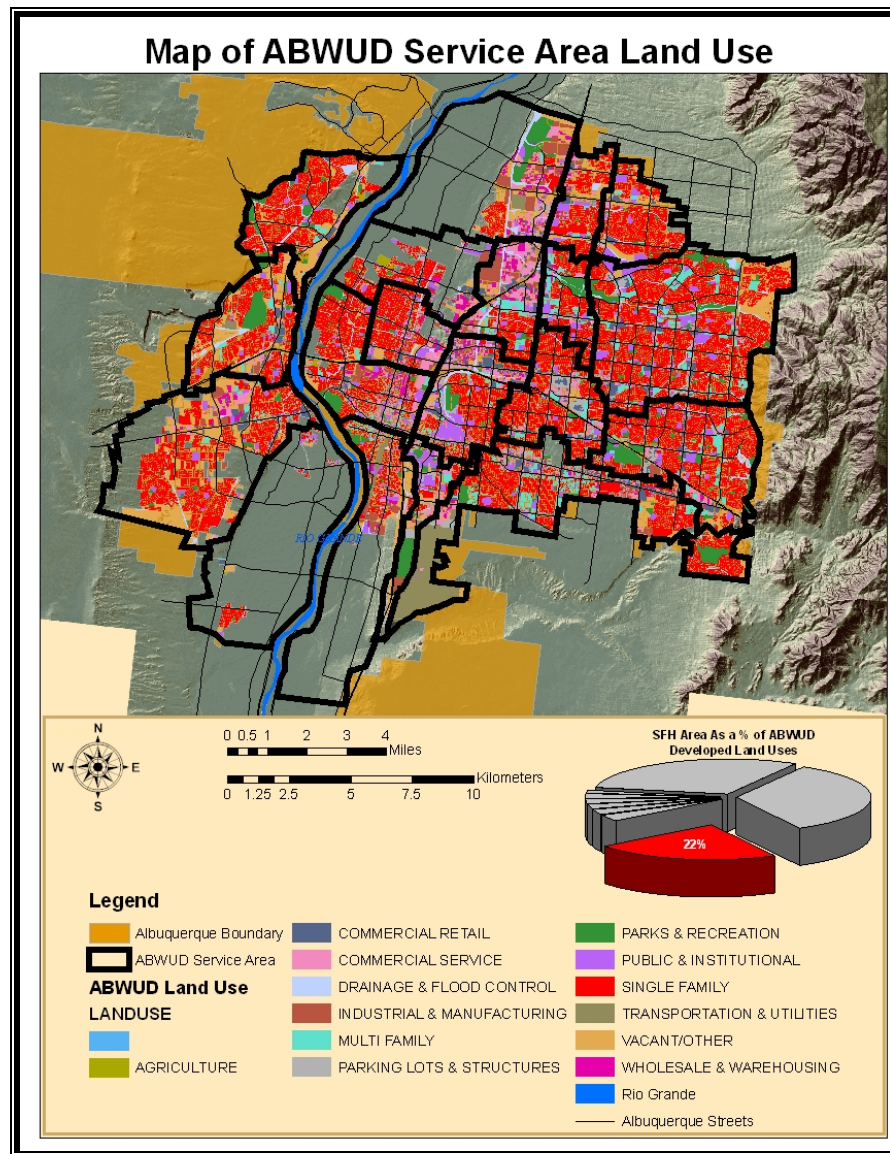 Map of ABWUD Service Area Land Use
RIO GRANDE
N
W E
S
0 0.5 1 2 3 4
Miles
Kilometers
0 1.25 2.5 5 7.5 10
SFH Area As a % of ABWUD
Developed Land Uses
22%
Legend
Albuquerque Boundary
ABWUD Service Area
ABWUD Land Use
LANDUSE
AGRICULTURE
COMMERCIAL RETAIL
COMMERCIAL SERVICE
DRAINAGE & FLOOD CONTROL
INDUSTRIAL & MANUFACTURING
MULTI FAMILY
PARKING LOTS & STRUCTURES
PARKS & RECREATION
PUBLIC & INSTITUTIONAL
SINGLE FAMILY
TRANSPORTATION & UTILITIES
VACANT/OTHER
WHOLESALE & WAREHOUSING
Rio Grande
Albuquerque Streets